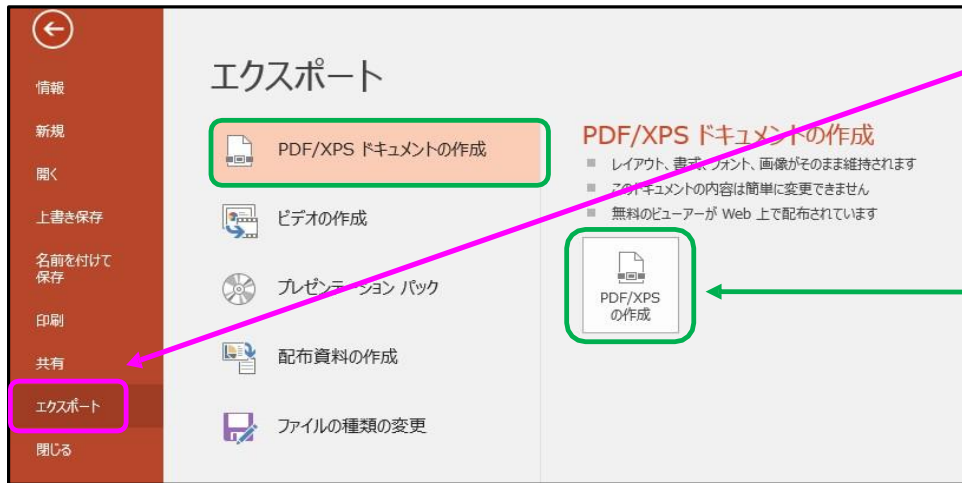 情報
新規
開く
上書き保存
名前を付けて
保存
印刷
共有
エクスポート
閉じる
エクスポート
PDF/XPS ドキュメントの作成
ビデオの作成
プレゼンテーション パック
配布資料の作成
ファイルの種類の変更
PDF/XPS ドキュメントの作成
レイアウト、書式、フォント、画像がそのまま維持されます
このドキュメントの内容は簡単に変更できません
無料のビューアーが Web 上で配布されています
PDF/XPS
の作成